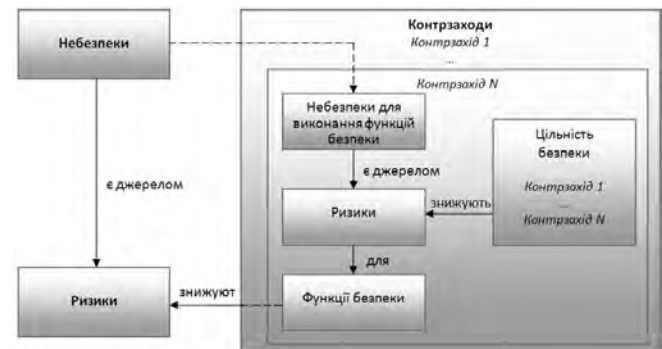 Контрзаходи
Контрзахід 1
...
Контрзахід N
Небезпеки
Небезпеки для
виконання функцій
безпеки
Цільність
безпеки
Контрзахід 1
...
Контрзахід N
є джерелом
є джерелом
Ризики
знижують
для
Ризики
знижуют
Функції безпеки